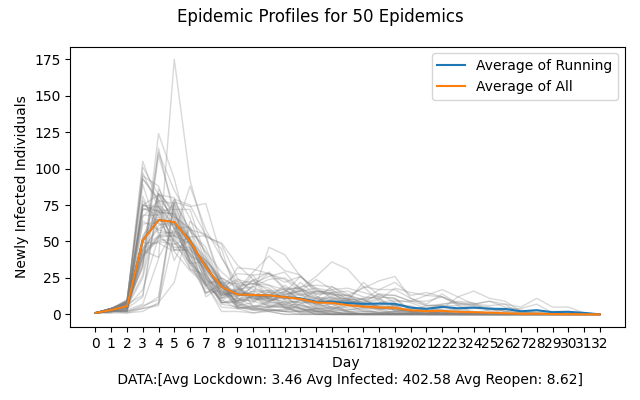 Epidemic Profiles for 50 Epidemics
Newly Infected Individuals
175
150
125
100
75
50
25
0
Average of Running
Average of All
0 1 2 3 4 5 6 7 8 9 10 11 12 13 14 15 16 17 18 19 20 21 22 23 24 25 26 27 28 29 30 31 32
Day
DATA:[Avg Lockdown: 3.46 Avg Infected: 402.58 Avg Reopen: 8.62]